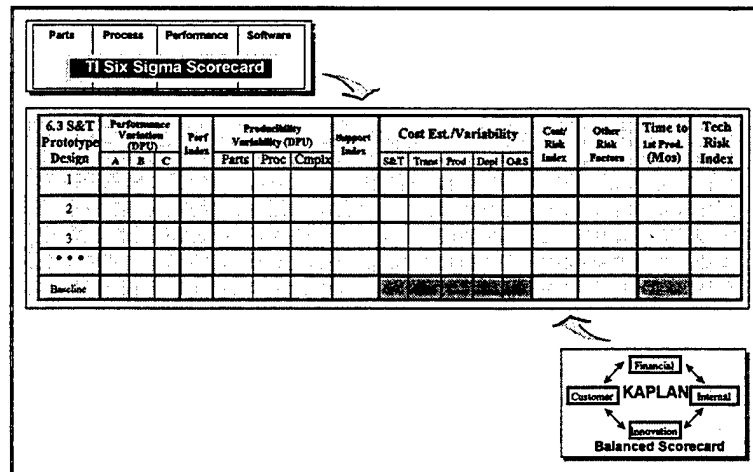 Parts Process Performance Software
TI Six Sigma Scorecard
6.3 S&T Prototype Design
Performance Variation (DPU)
A B C
Perf Index
Producibility Variability (DPU)
Parts Proc Cmplx
Support Index
Cost Est./Variability
S&T Trans Prod Depl O&S
Cost/ Risk Index
Other Risk Factors
Time to 1st Prod. (Mos)
Tech Risk Index
1
2
3
• • •
Baseline
Financial
Customer KAPLAN Internal
Innovation
Balanced Scorecard